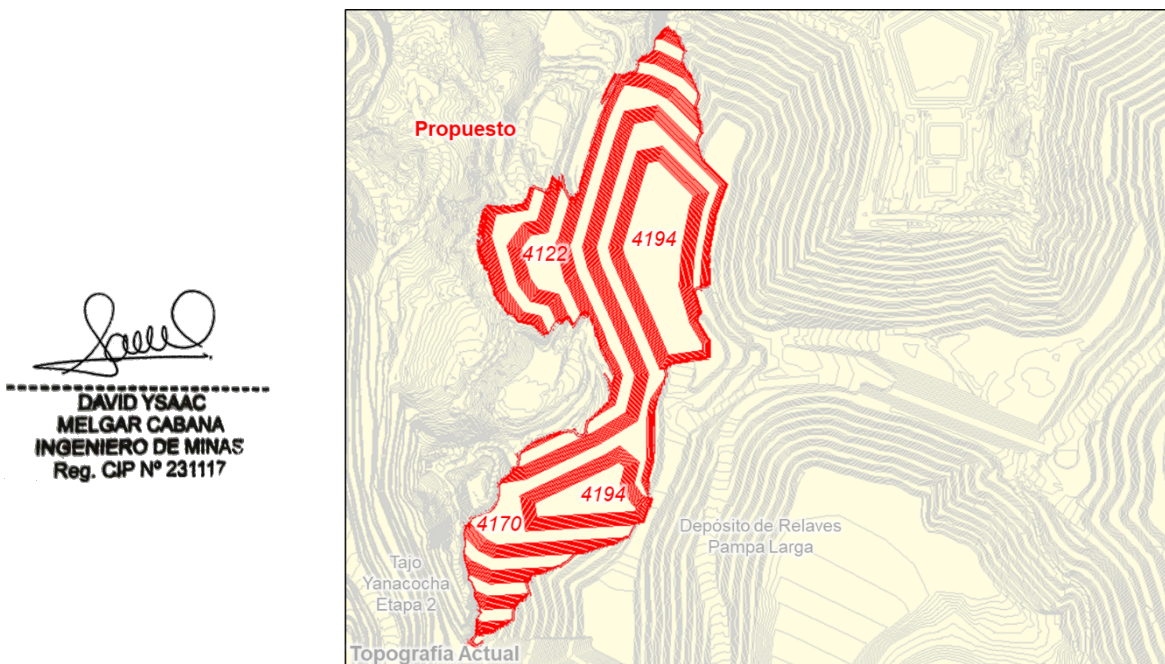 Propuesto
4122
4194
4194
4170
Depósito de Relaves
Pampa Larga
Tajo
Yanacocha
Etapa 2
Topografía Actual
DAVID YSAAC
MELGAR CABANA
INGENIERO DE MINAS
Reg. CIP Nº 231117